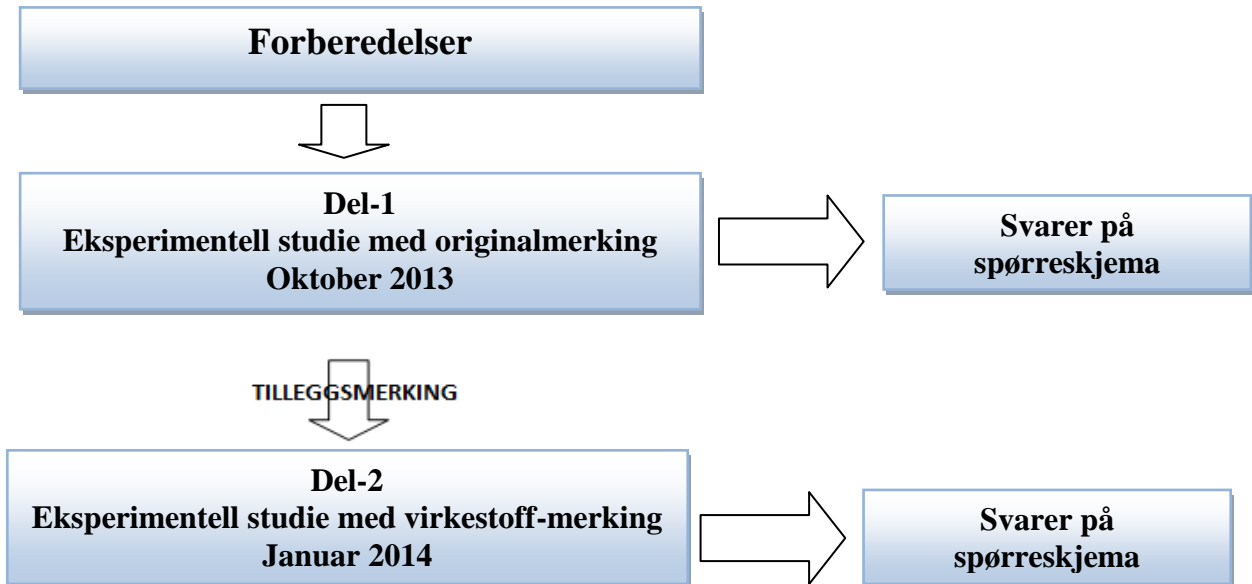 Forberedelser
Del-1
Eksperimentell studie med originalmerking
Oktober 2013
Svarer på
spørreskjema
TILLEGGSMERKING
Del-2
Eksperimentell studie med virkestoff-merking
Januar 2014
Svarer på
spørreskjema